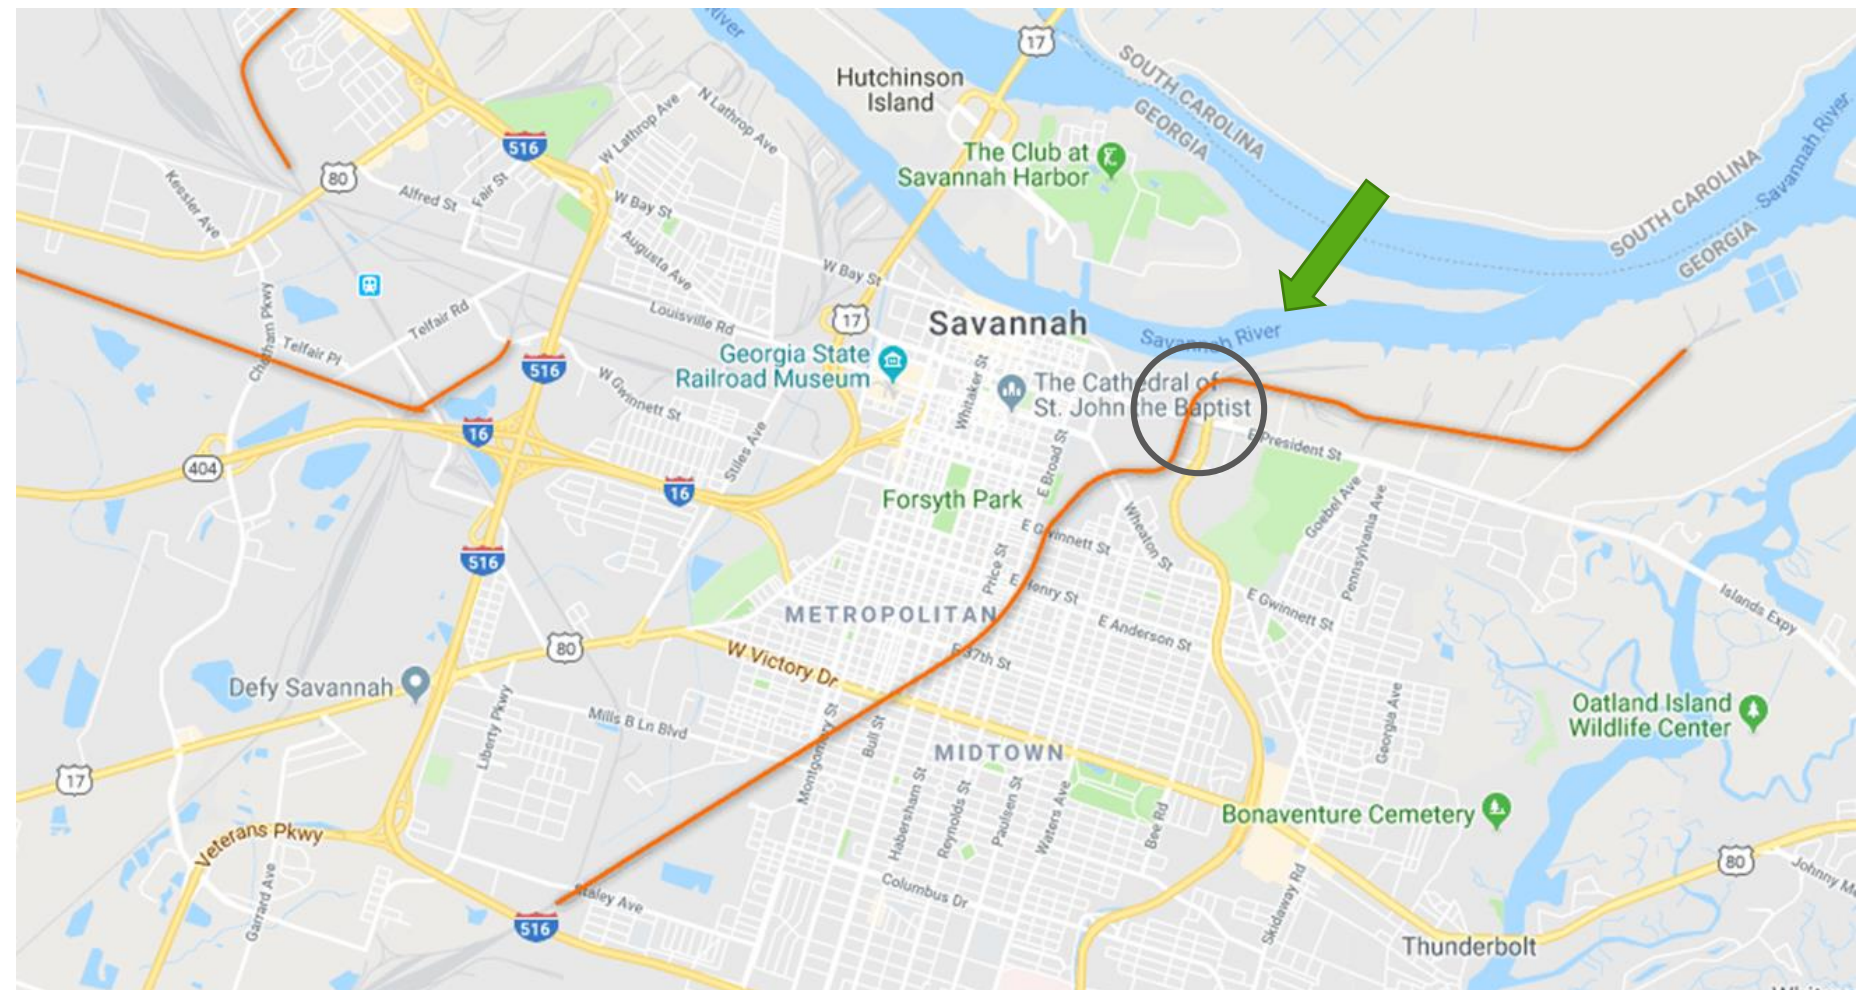 River
17
SOUTH CAROLINA
GEORGIA
Hutchinson
Island
Savannah River
W Lathrop Ave
N Lathrop Ave
516
The Club at
Savannah Harbor
80
Kessler Ave
Alfred St
Fair St
W Bay St
SOUTH CAROLINA
GEORGIA
Augusta Ave
W Bay St
Chatham Pkwy
Telfair Rd
Louisville Rd
17
Savannah
Savannah River
Telfair Pl
516
Georgia State
Railroad Museum
W Gwinnett St
Whitaker St
The Cathedral of
St. John the Baptist
16
404
Stiles Ave
E Broad St
E President St
16
Forsyth Park
Goebel Ave
Pennsylvania Ave
E Gwinnett St
Wheaton St
516
Price St
E Henry St
E Gwinnett St
Islands Expy
METROPOLITAN
E Anderson St
80
W Victory Dr
E 37th St
Defy Savannah
Liberty Pkwy
Mills B Ln Blvd
Montgomery St
Bull St
Georgia Ave
Oatland Island
Wildlife Center
MIDTOWN
17
Habersham St
Reynolds St
Paulsen St
Waters Ave
Bee Rd
Bonaventure Cemetery
Veterans Pkwy
80
Johnny M
Garrard Ave
Staley Ave
Columbus Dr
Skidaway Rd
516
Thunderbolt